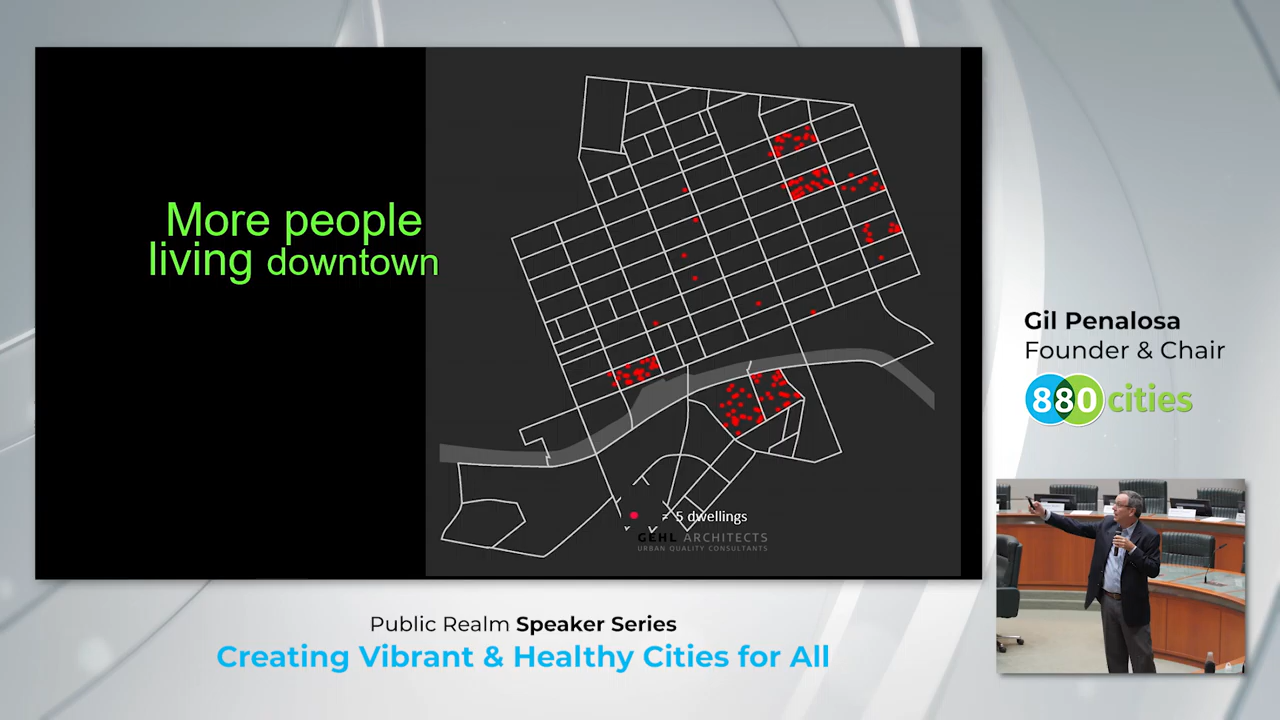 More people
living downtown
= 5 dwellings
GEHL ARCHITECTS
URBAN QUALITY CONSULTANTS
Gil Penalosa
Founder & Chair
880 cities
Public Realm Speaker Series
Creating Vibrant & Healthy Cities for All